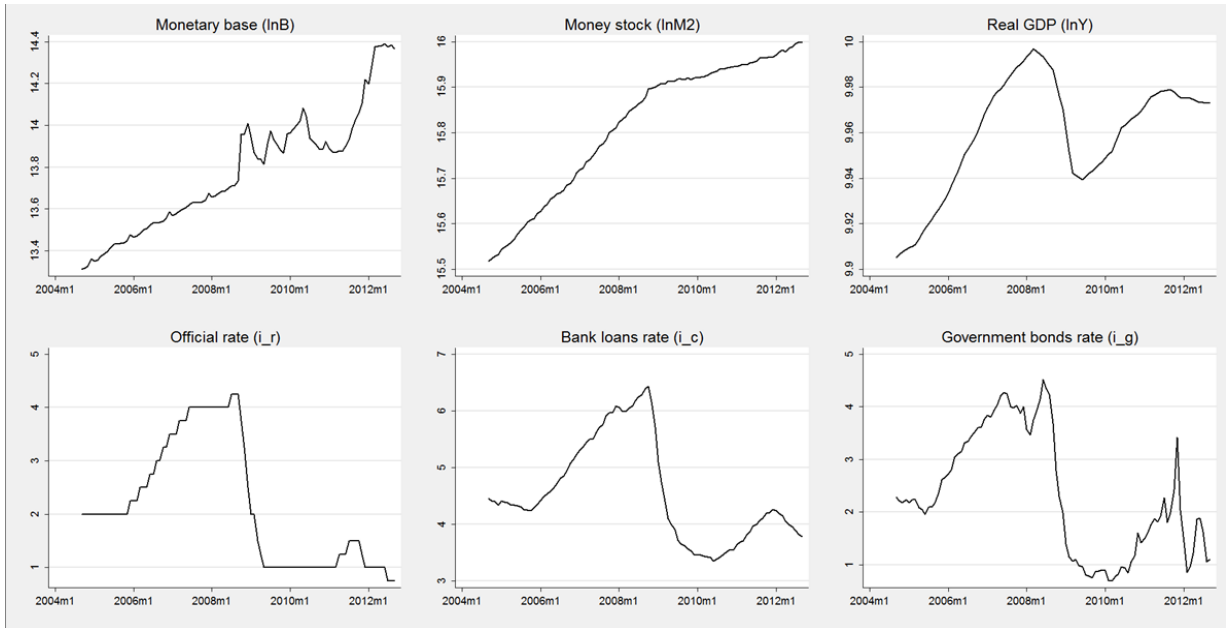 Monetary base (lnB)
14.4
14.2
14
13.8
13.6
13.4
2004m1 2006m1 2008m1 2010m1 2012m1
Money stock (lnM2)
16
15.9
15.8
15.7
15.6
15.5
2004m1 2006m1 2008m1 2010m1 2012m1
Real GDP (lnY)
10
9.98
9.96
9.94
9.92
9.9
2004m1 2006m1 2008m1 2010m1 2012m1
Official rate (i_r)
5
4
3
2
1
2004m1 2006m1 2008m1 2010m1 2012m1
Bank loans rate (i_c)
7
6
5
4
3
2004m1 2006m1 2008m1 2010m1 2012m1
Government bonds rate (i_g)
5
4
3
2
1
2004m1 2006m1 2008m1 2010m1 2012m1